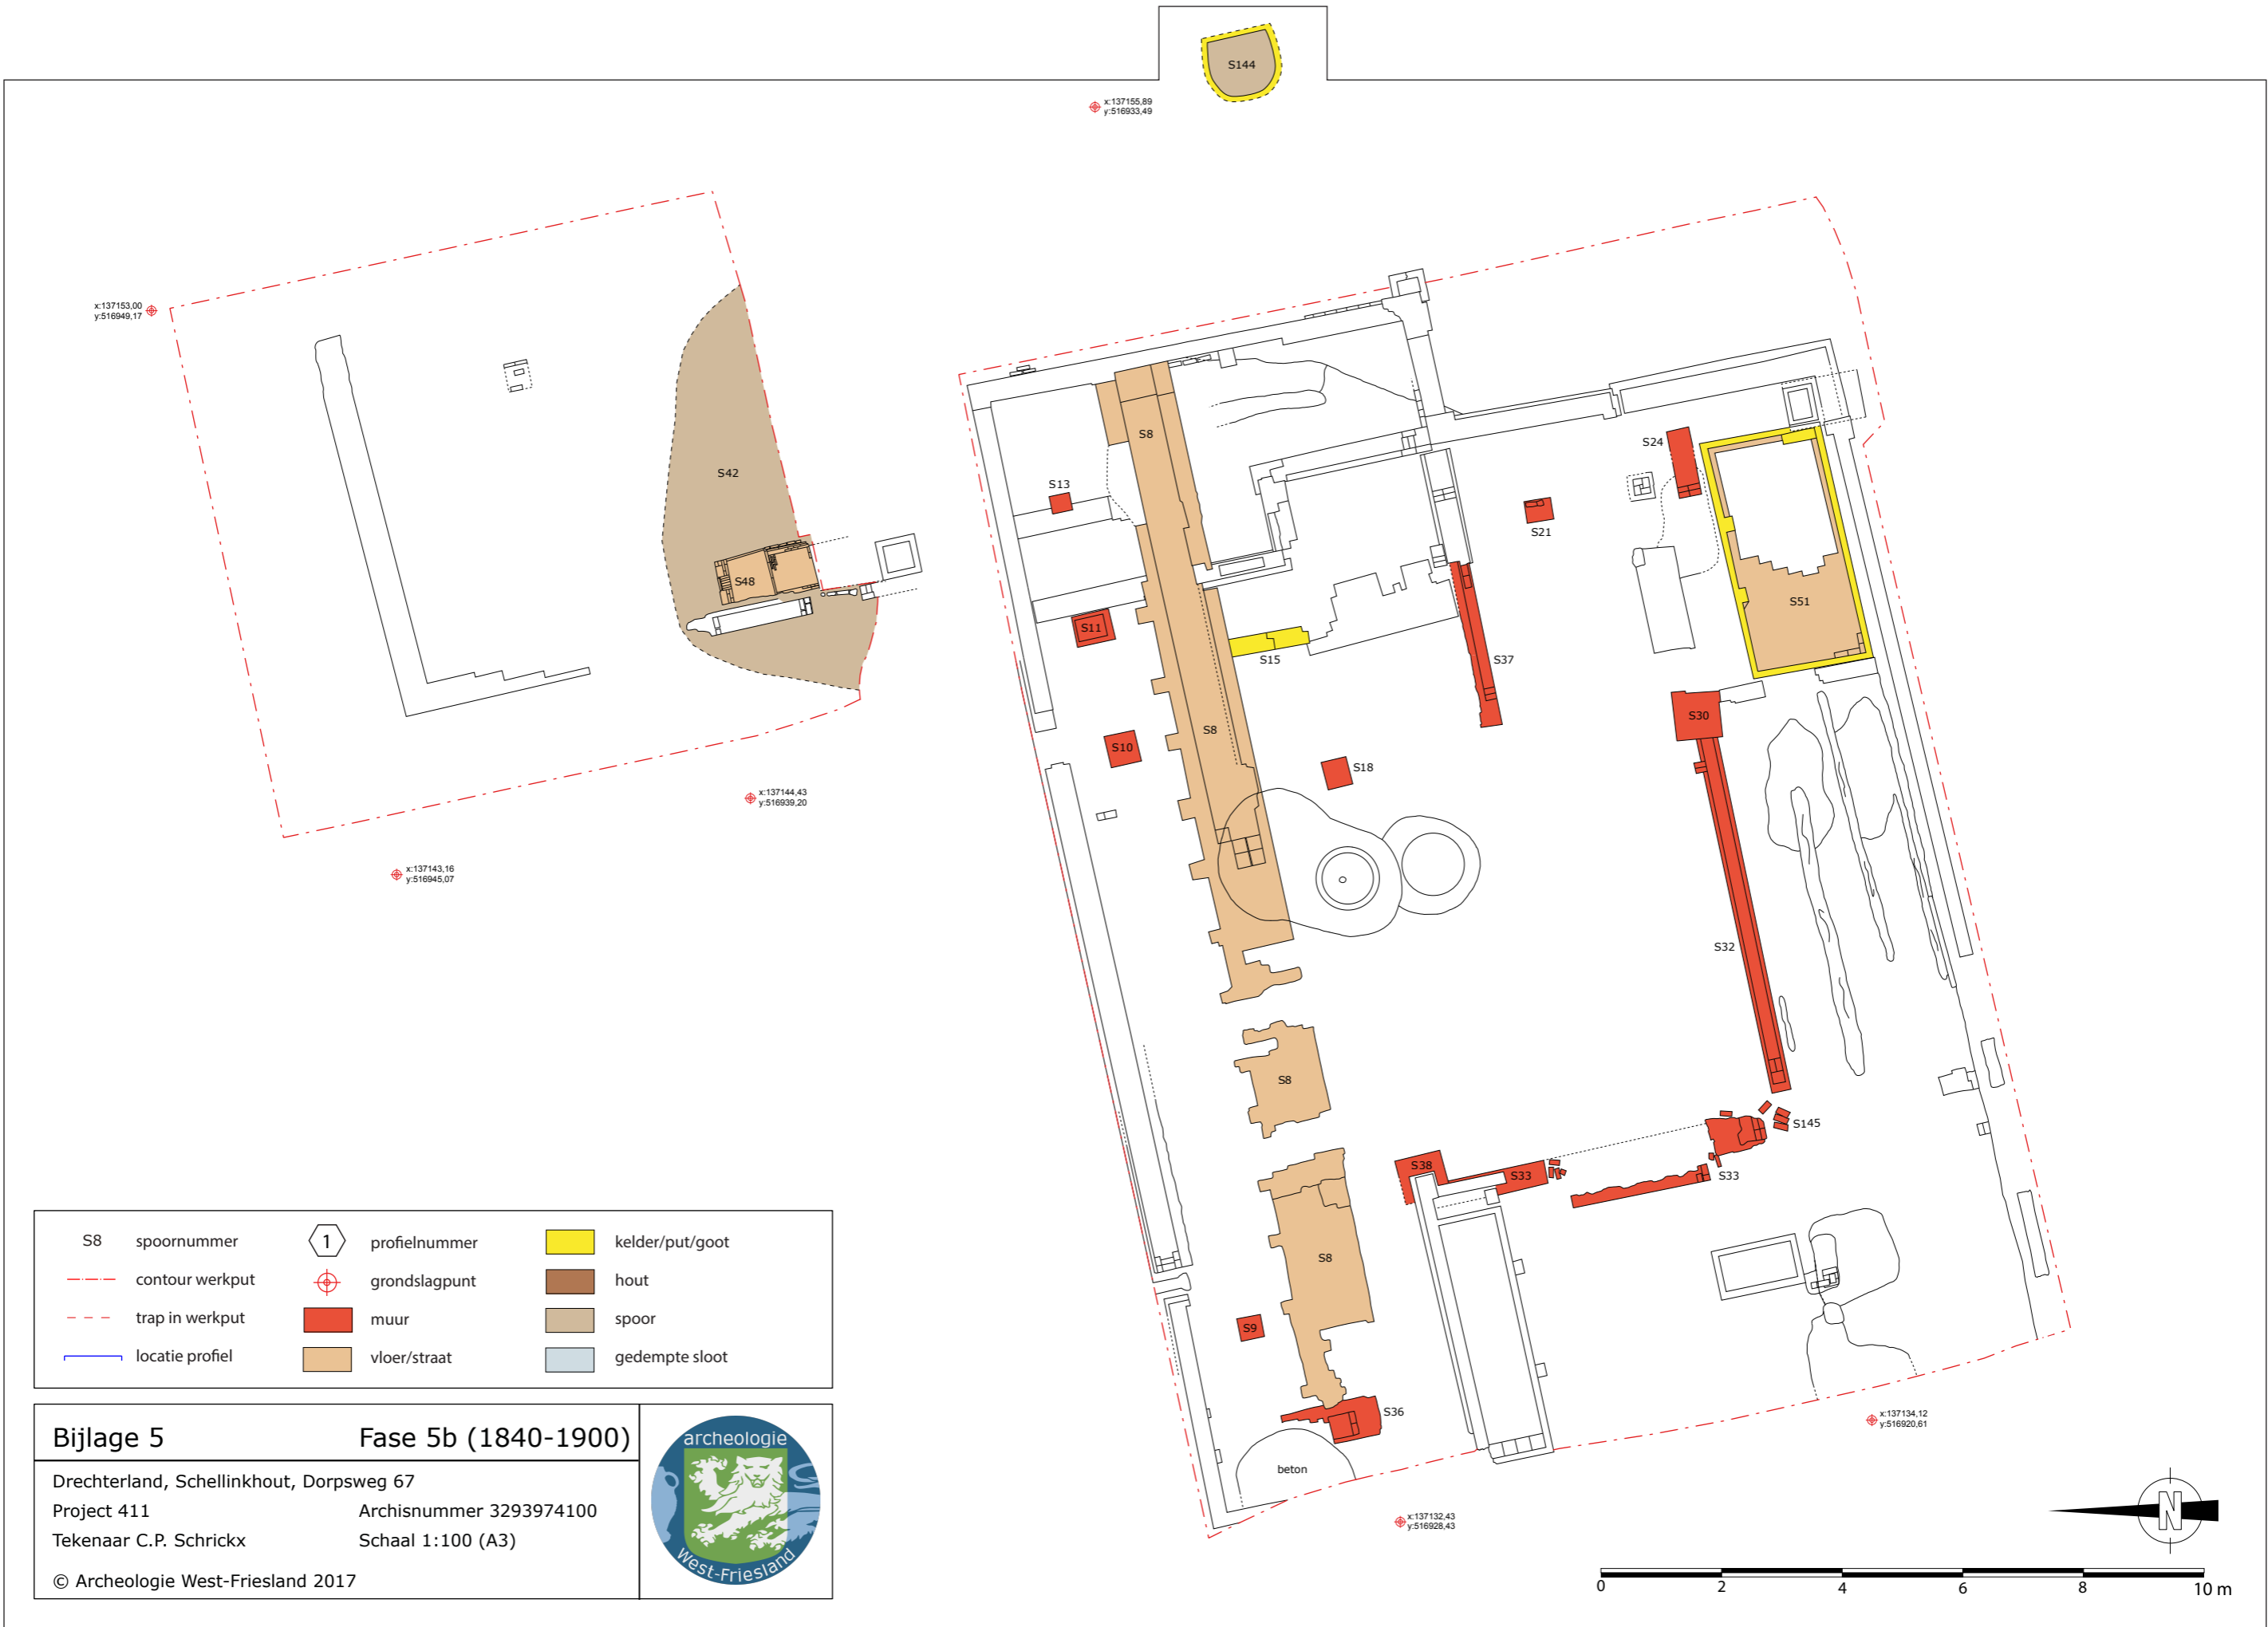 S144
x:137155,89
y:516933,49
x:137153,00
y:516949,17
S42
S48
S8
S13
S24
S21
S51
S11
S15
S37
S30
S8
S10
S18
x:137144,43
y:516939,20
x:137143,16
y:516945,07
S32
S8
S145
S38
S33
S33
S8
S9
S36
beton
x:137134,12
y:516920,61
x:137132,43
y:516928,43
S8 spoornummer
1 profielnummer
kelder/put/goot
contour werkput
grondslagpunt
hout
trap in werkput
muur
spoor
locatie profiel
vloer/straat
gedempte sloot
Bijlage 5 Fase 5b (1840-1900)
Drechterland, Schellinkhout, Dorpsweg 67
Project 411 Archisnummer 3293974100
Tekenaar C.P. Schrickx Schaal 1:100 (A3)
© Archeologie West-Friesland 2017
archeologie
West-Friesland
N
0 2 4 6 8 10 m